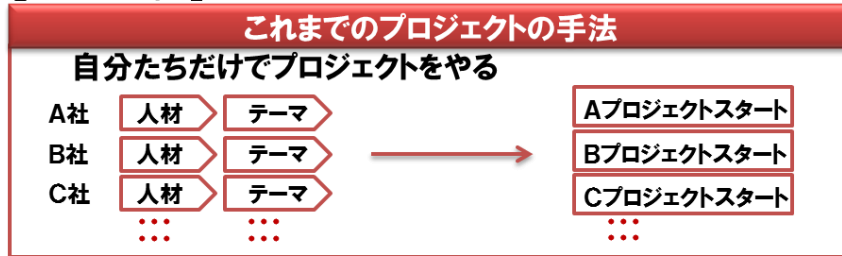 これまでのプロジェクトの手法
自分たちだけでプロジェクトをやる
A社 人材 テーマ Aプロジェクトスタート
B社 人材 テーマ Bプロジェクトスタート
C社 人材 テーマ Cプロジェクトスタート